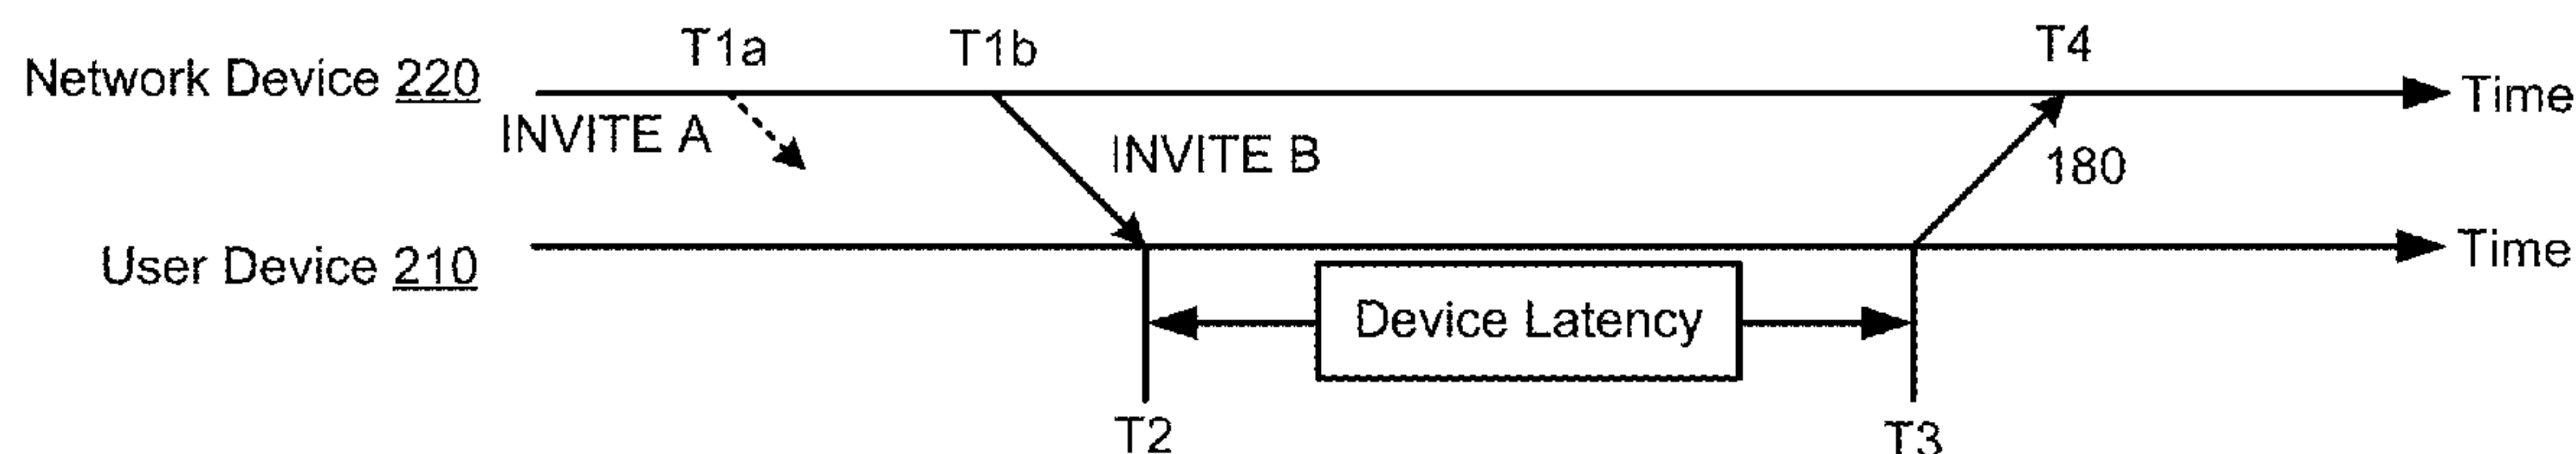 T1a T1b T4
Network Device 220 Time
INVITE A INVITE B 180
User Device 210 Time
Device Latency
T2 T3